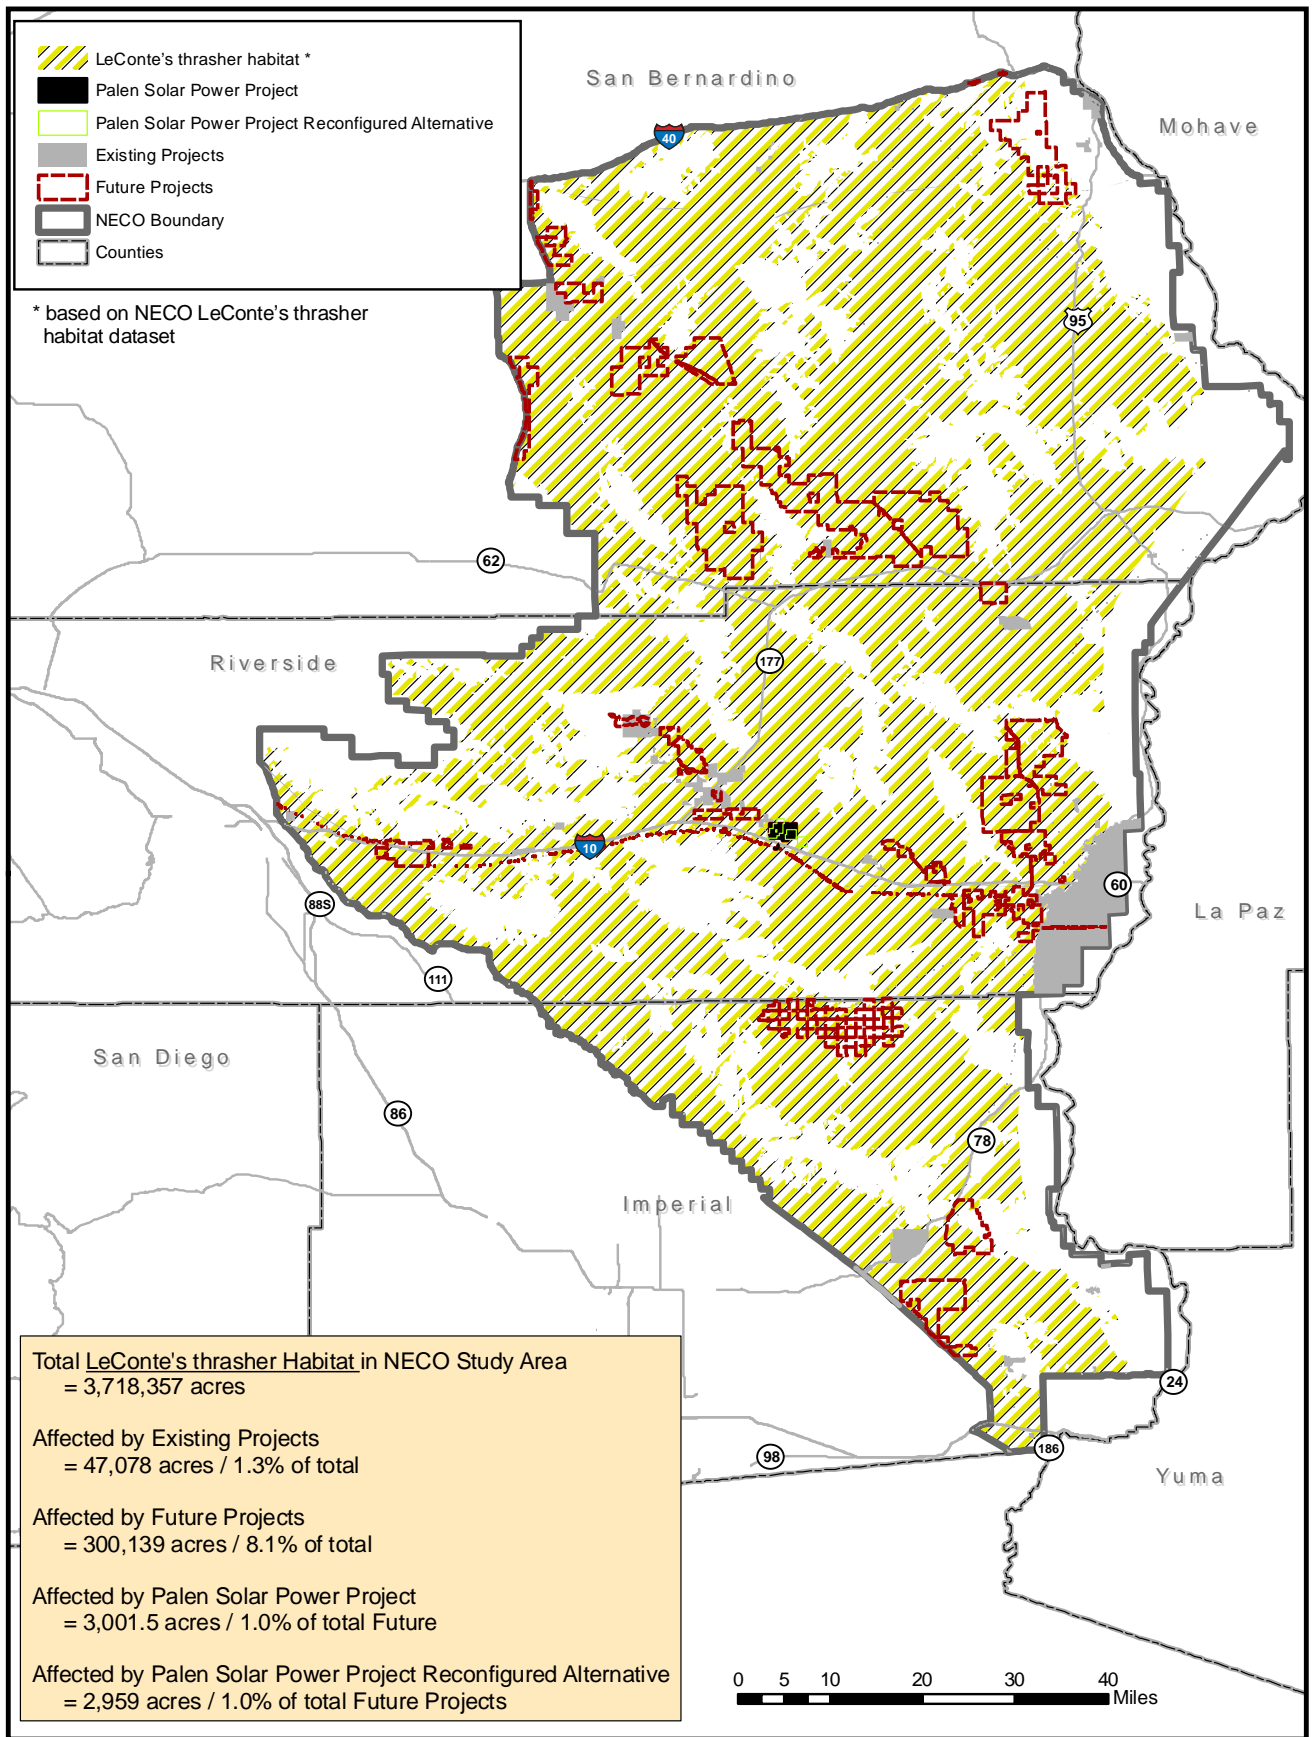 LeConte's thrasher habitat *
Palen Solar Power Project
Palen Solar Power Project Reconfigured Alternative
Existing Projects
Future Projects
NECO Boundary
Counties
* based on NECO LeConte's thrasher
habitat dataset
San Bernardino
Mohave
40
95
62
Riverside
177
10
60
88S
La Paz
111
San Diego
86
78
Imperial
24
186
98
Yuma
Total LeConte's thrasher Habitat in NECO Study Area
= 3,718,357 acres
Affected by Existing Projects
= 47,078 acres / 1.3% of total
Affected by Future Projects
= 300,139 acres / 8.1% of total
Affected by Palen Solar Power Project
= 3,001.5 acres / 1.0% of total Future
Affected by Palen Solar Power Project Reconfigured Alternative
= 2,959 acres / 1.0% of total Future Projects
0 5 10 20 30 40
Miles